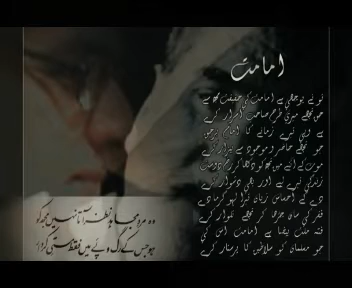 امامت
تو نے پوچھی ہے امامت کی حقیقت مجھ سے
حق تجھے میری طرح صاحب اسرار کرے
ہے وہی تیرے زمانے کا امام برحق
جو تجھے حاضر و موجود سے بیزار کرے
موت کے آئنے میں تجھ کو دکھا کر رخ دوست
زندگی تیرے لیے اور بھی دشوار کرے
دے کے احساس زیاں تیرا لہو گرما دے
فقر کی سان چڑھا کر تجھے تلوار کرے
فتنہ ملت بیضا ہے امامت اس کی
جو مسلماں کو سلاطیں کا پرستار کرے
وہ مرد مجاہد نظر آتا نہیں مجھ کو
ہو جس کے رگ و پے میں فقط مستی کردار